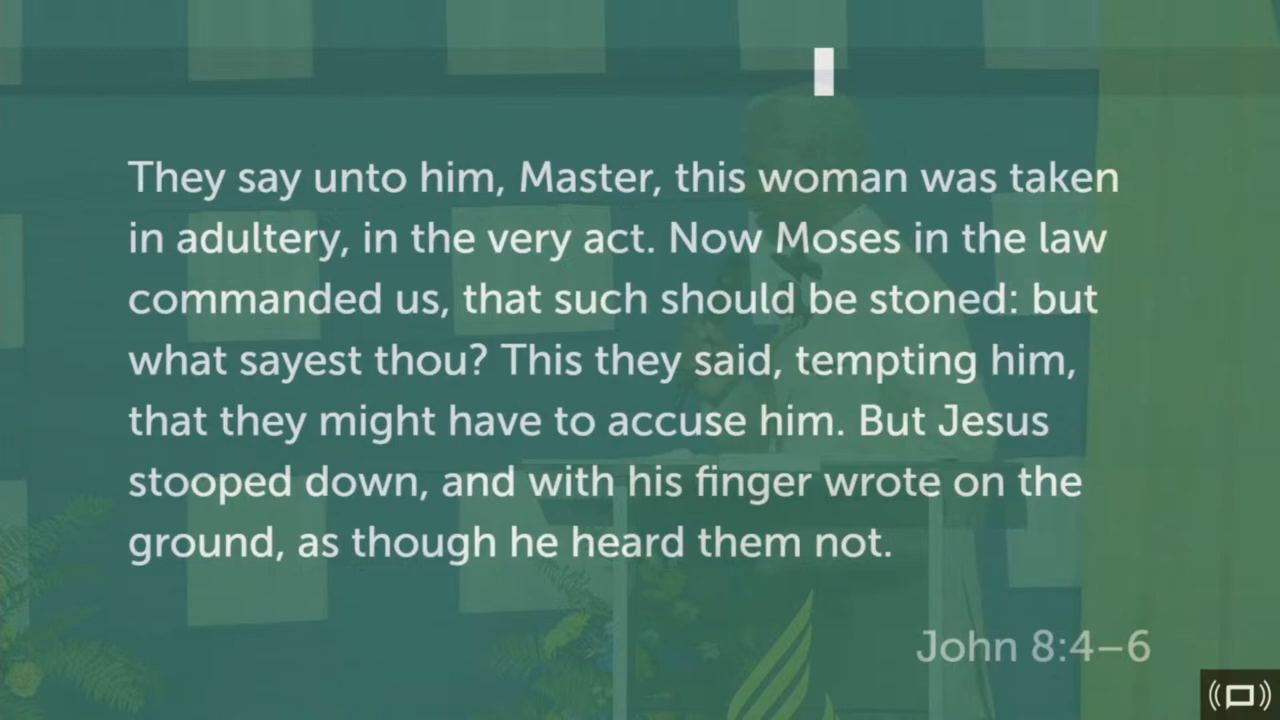 They say unto him, Master, this woman was taken
in adultery, in the very act. Now Moses in the law
commanded us, that such should be stoned: but
what sayest thou? This they said, tempting him,
that they might have to accuse him. But Jesus
stooped down, and with his finger wrote on the
ground, as though he heard them not.
John 8:4–6